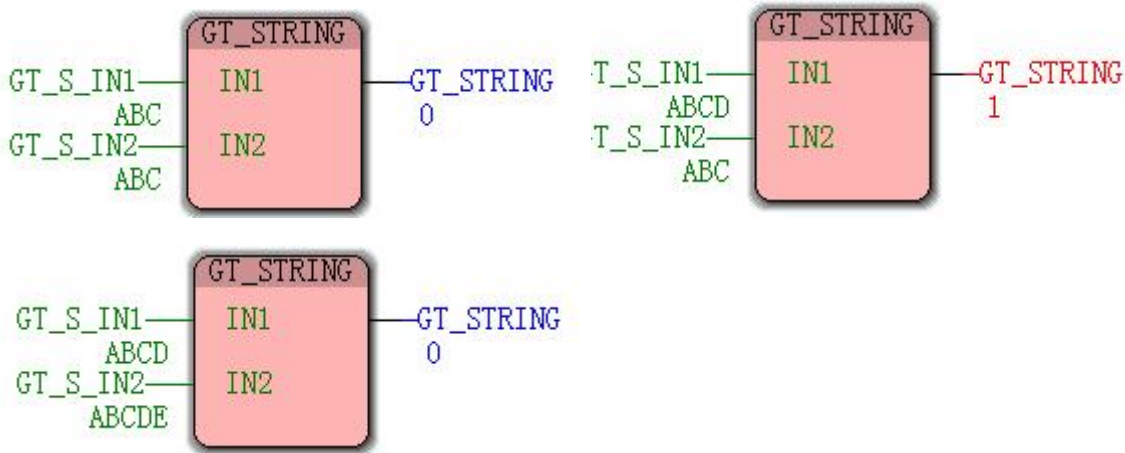 GT_STRING
GT_S_IN1 IN1 GT_STRING
ABC 0
GT_S_IN2 IN2
ABC
GT_STRING
T_S_IN1 IN1 GT_STRING
ABCD 1
T_S_IN2 IN2
ABC
GT_STRING
GT_S_IN1 IN1 GT_STRING
ABCD 0
GT_S_IN2 IN2
ABCDE